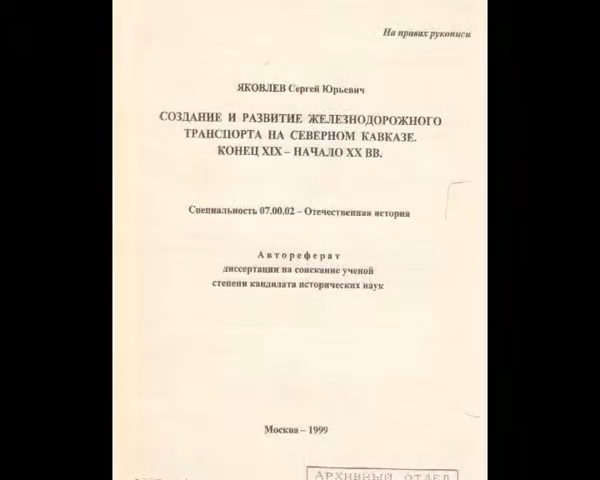 На правах рукописи
ЯКОВЛЕВ Сергей Юрьевич
СОЗДАНИЕ И РАЗВИТИЕ ЖЕЛЕЗНОДОРОЖНОГО
ТРАНСПОРТА НА СЕВЕРНОМ КАВКАЗЕ.
КОНЕЦ XIX – НАЧАЛО XX ВВ.
Специальность 07.00.02 – Отечественная история
Автореферат
диссертации на соискание ученой
степени кандидата исторических наук
Москва – 1999
АРХИВНЫЙ ОТДЕЛ